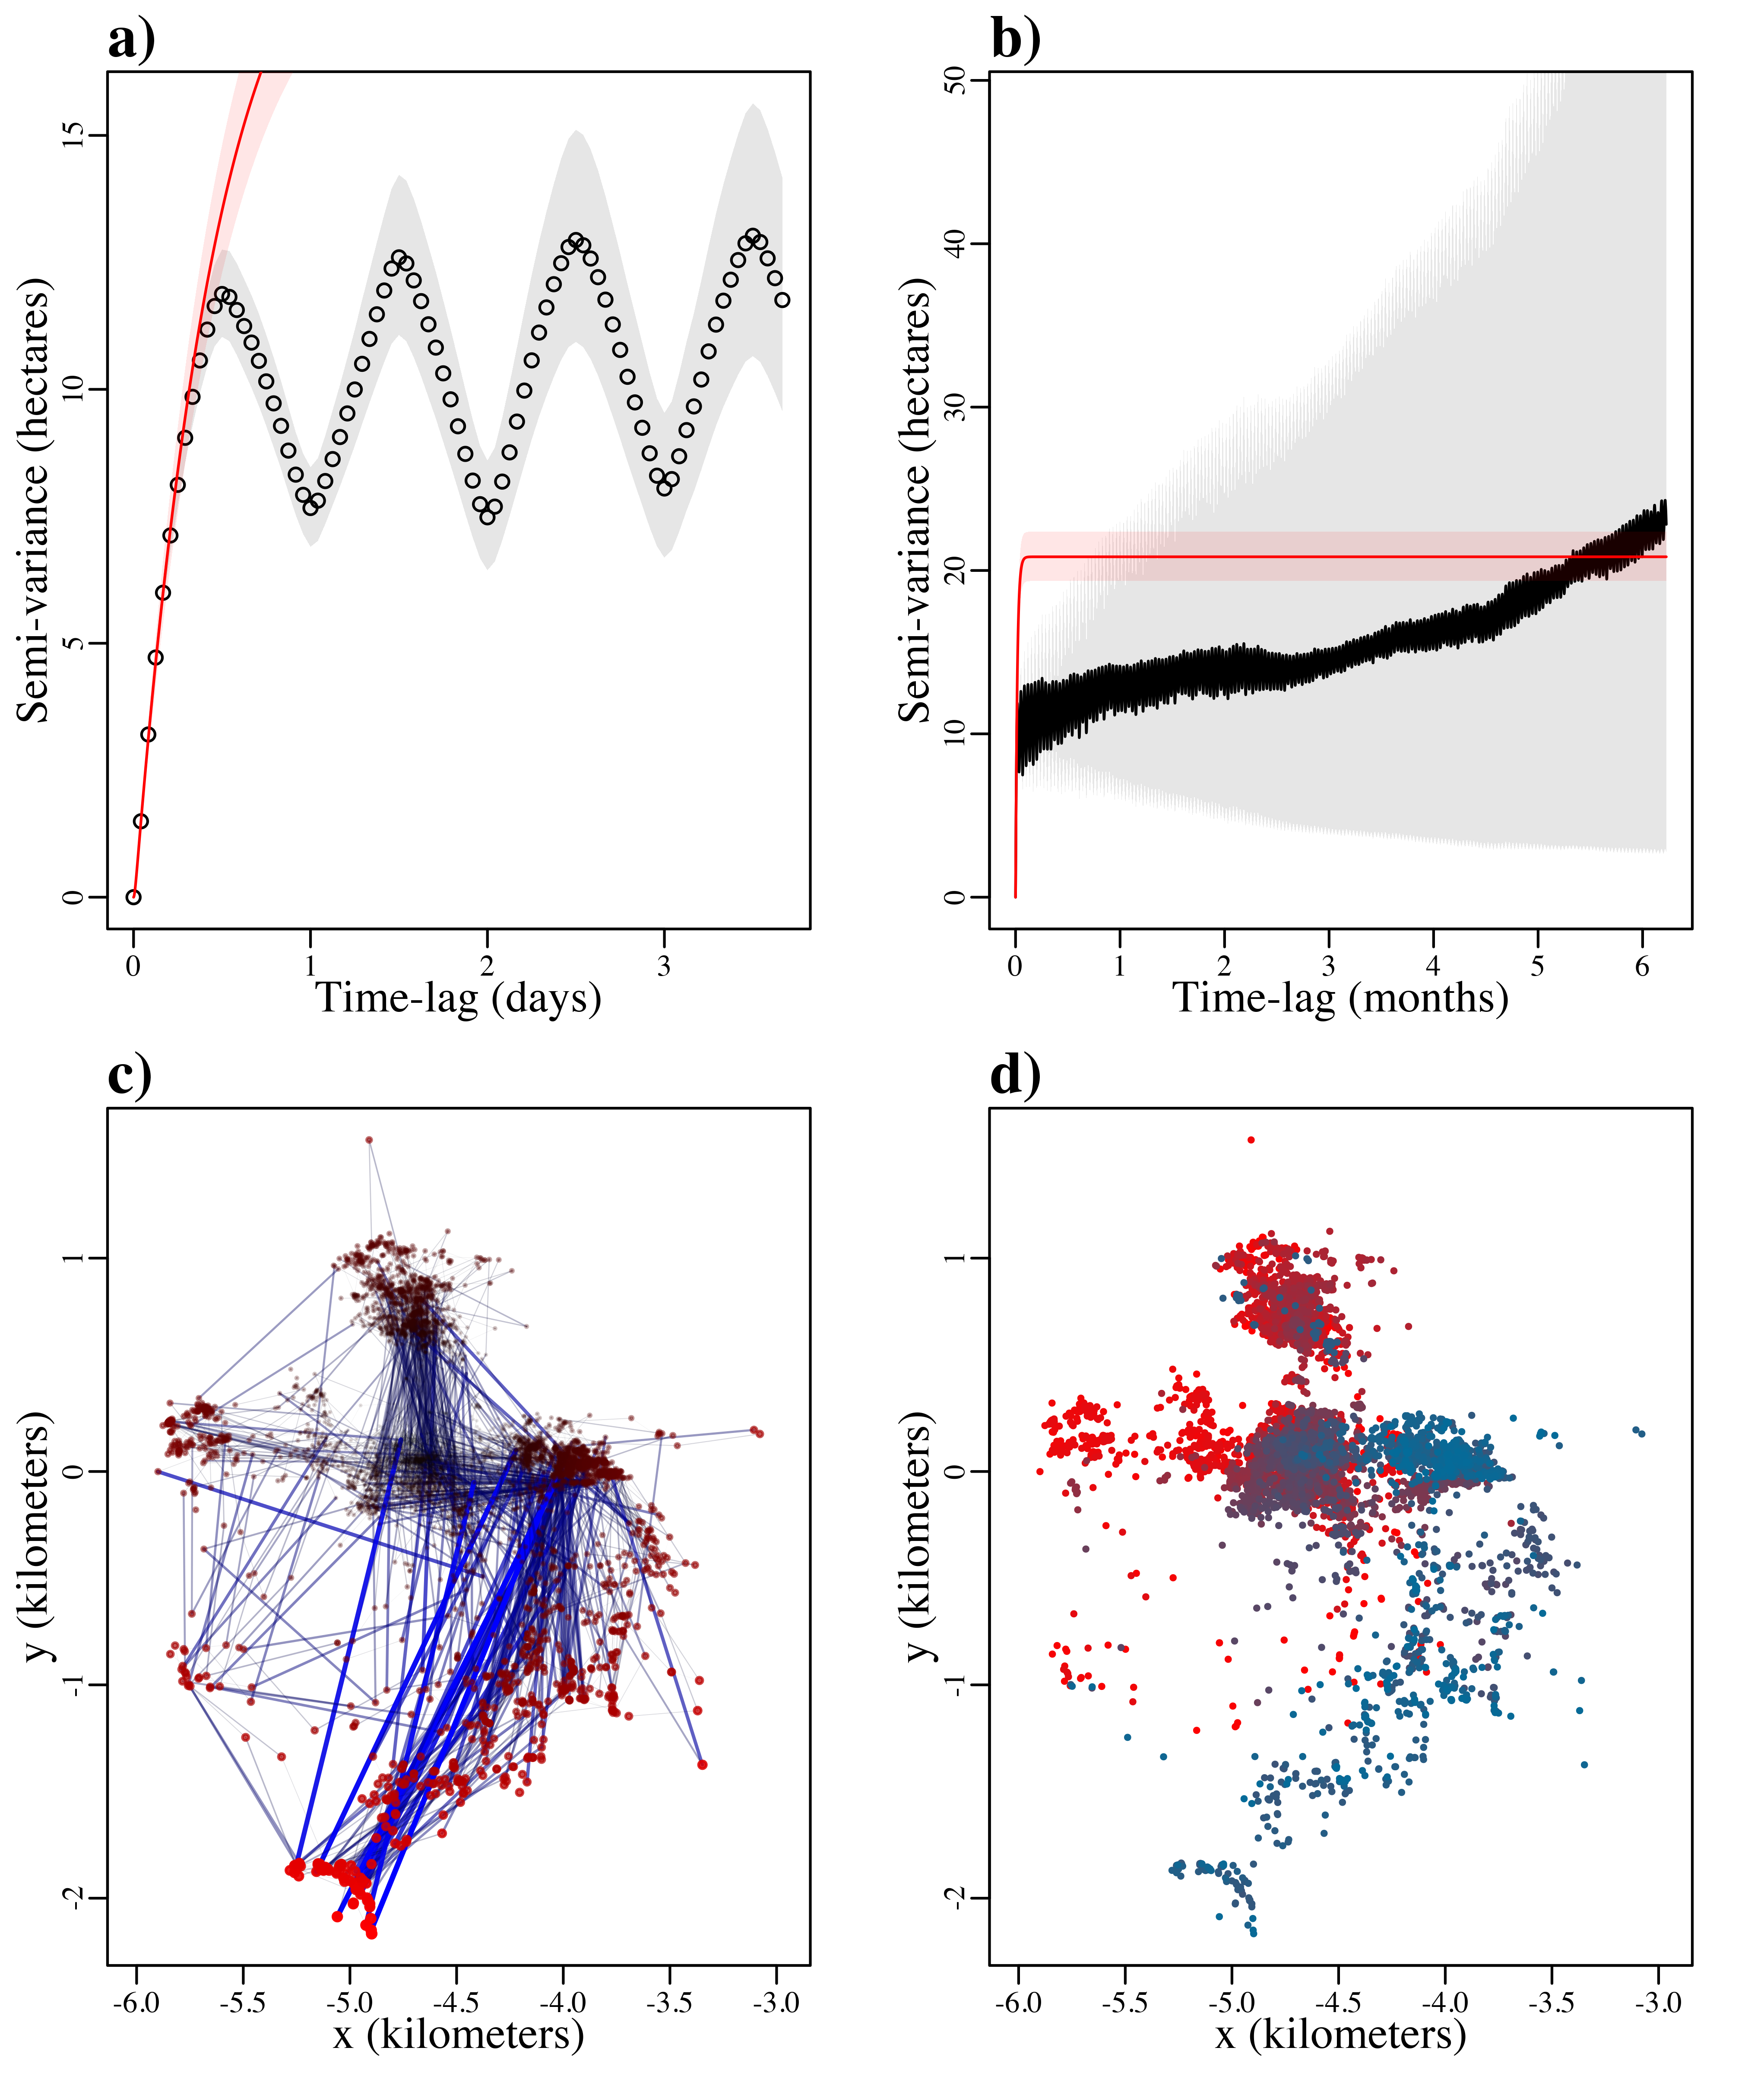 a)
Semi-variance (hectares)
0 5 10 15
0 1 2 3
Time-lag (days)
b)
Semi-variance (hectares)
0 10 20 30 40 50
0 1 2 3 4 5 6
Time-lag (months)
c)
y (kilometers)
-2 -1 0 1
-6.0 -5.5 -5.0 -4.5 -4.0 -3.5 -3.0
x (kilometers)
d)
y (kilometers)
-2 -1 0 1
-6.0 -5.5 -5.0 -4.5 -4.0 -3.5 -3.0
x (kilometers)